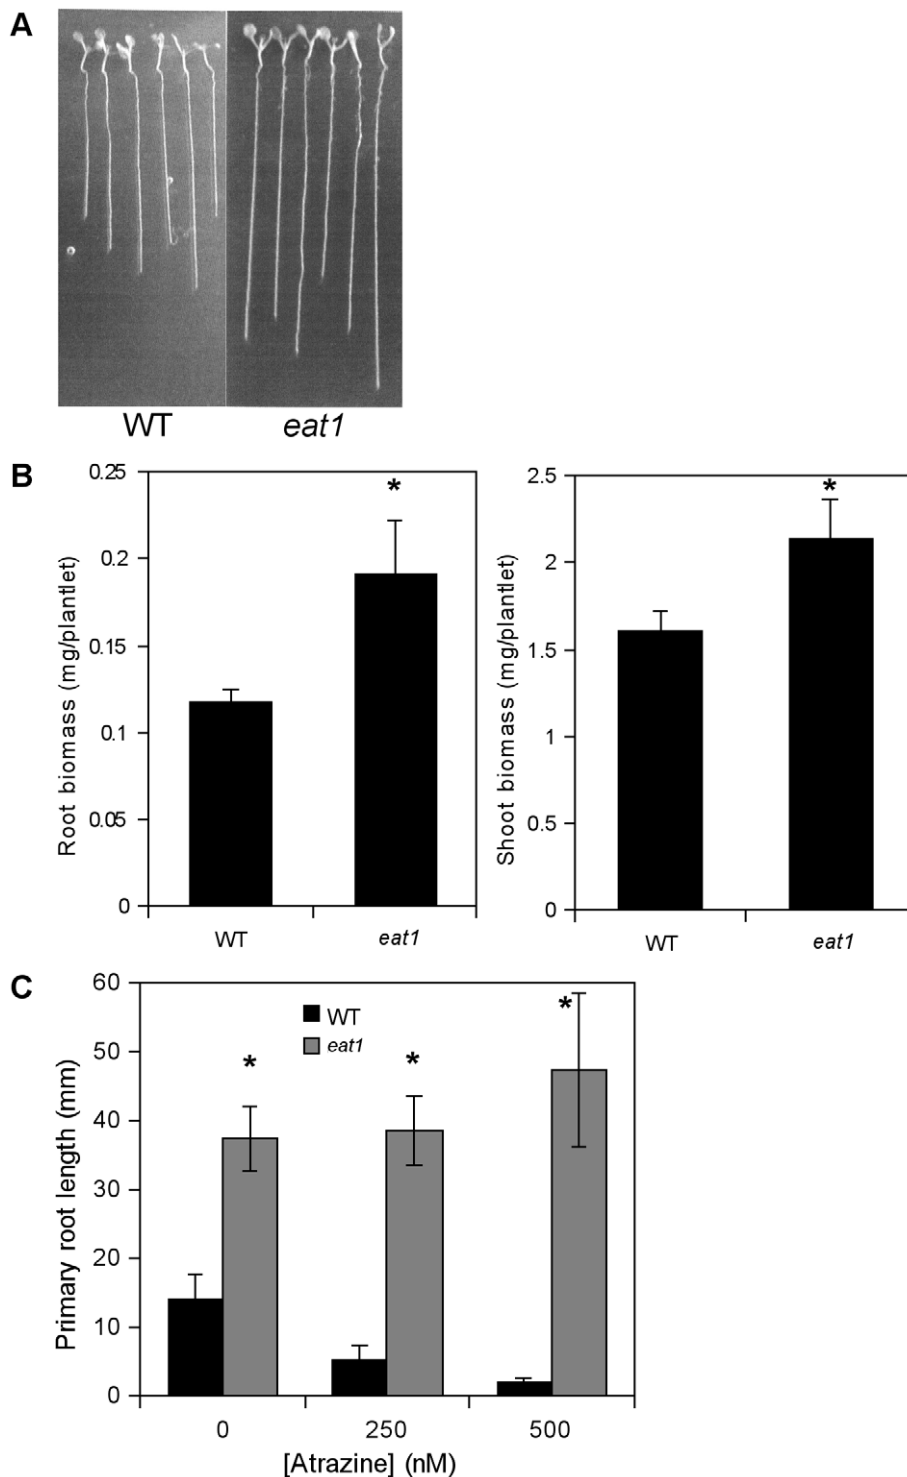 A
WT eat1
B
0.25
0.2
0.15
0.1
0.05
0
Root biomass (mg/plantlet)
*
WT eat1
2.5
2
1.5
1
0.5
0
Shoot biomass (mg/plantlet)
*
WT eat1
C
60
50
40
30
20
10
0
Primary root length (mm)
WT
eat1
* * *
0 250 500
[Atrazine] (nM)